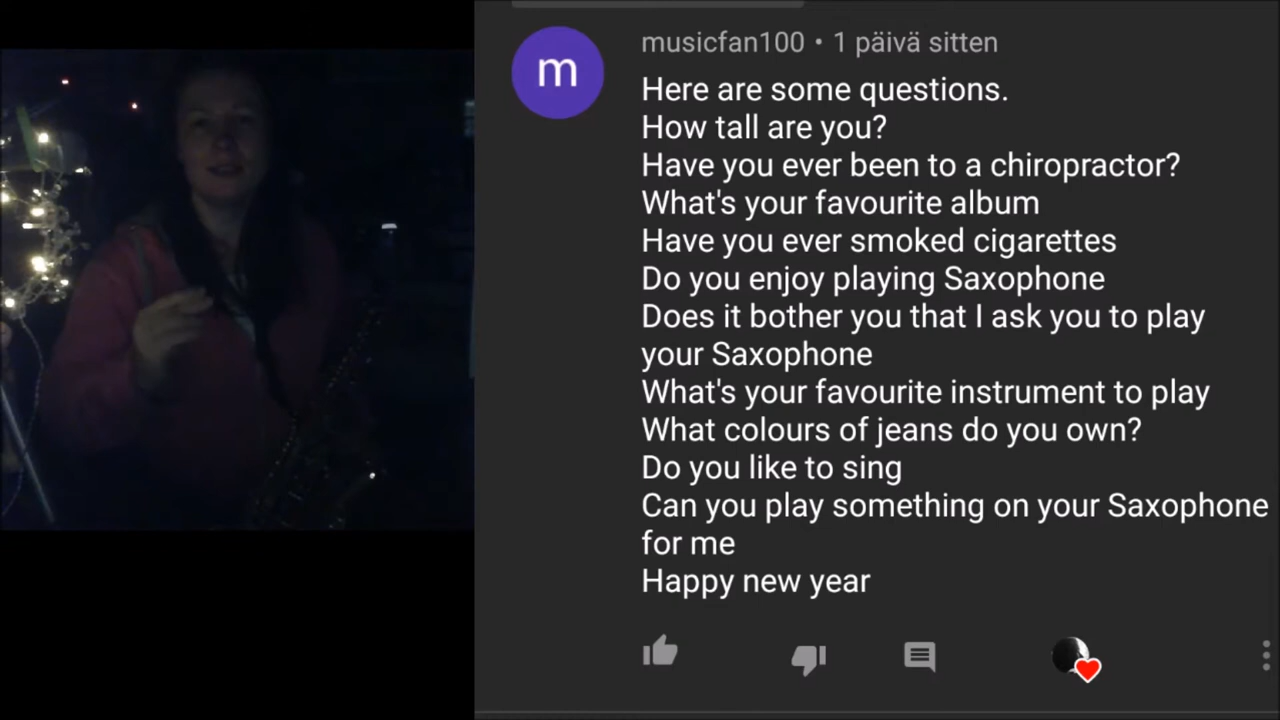 m
musicfan100 • 1 päivä sitten
Here are some questions.
How tall are you?
Have you ever been to a chiropractor?
What's your favourite album
Have you ever smoked cigarettes
Do you enjoy playing Saxophone
Does it bother you that I ask you to play
your Saxophone
What's your favourite instrument to play
What colours of jeans do you own?
Do you like to sing
Can you play something on your Saxophone
for me
Happy new year